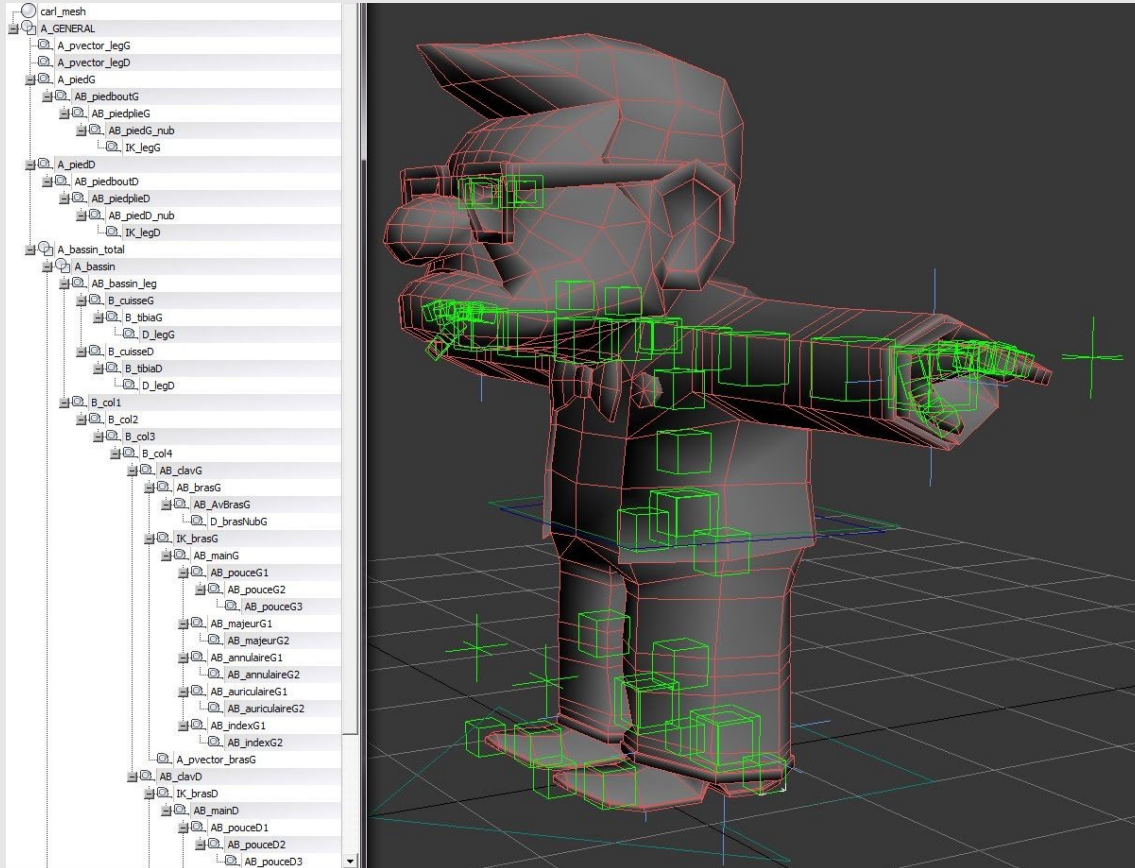 carl_mesh
A_GENERAL
A_pvector_legG
A_pvector_legD
A_piedG
AB_piedboutG
AB_piedplieG
AB_piedG_nub
IK_legG
A_piedD
AB_piedboutD
AB_piedplieD
AB_piedD_nub
IK_legD
A_bassin_total
A_bassin
AB_bassin_leg
B_cuisseG
B_tibiaG
D_legG
B_cuisseD
B_tibiaD
D_legD
B_col1
B_col2
B_col3
B_col4
AB_clavG
AB_brasG
AB_AvBrasG
D_brasNubG
IK_brasG
AB_mainG
AB_pouceG1
AB_pouceG2
AB_pouceG3
AB_majeurG1
AB_majeurG2
AB_annulaireG1
AB_annulaireG2
AB_auriculaireG1
AB_auriculaireG2
AB_indexG1
AB_indexG2
A_pvector_brasG
AB_clavD
IK_brasD
AB_mainD
AB_pouceD1
AB_pouceD2
AB_pouceD3